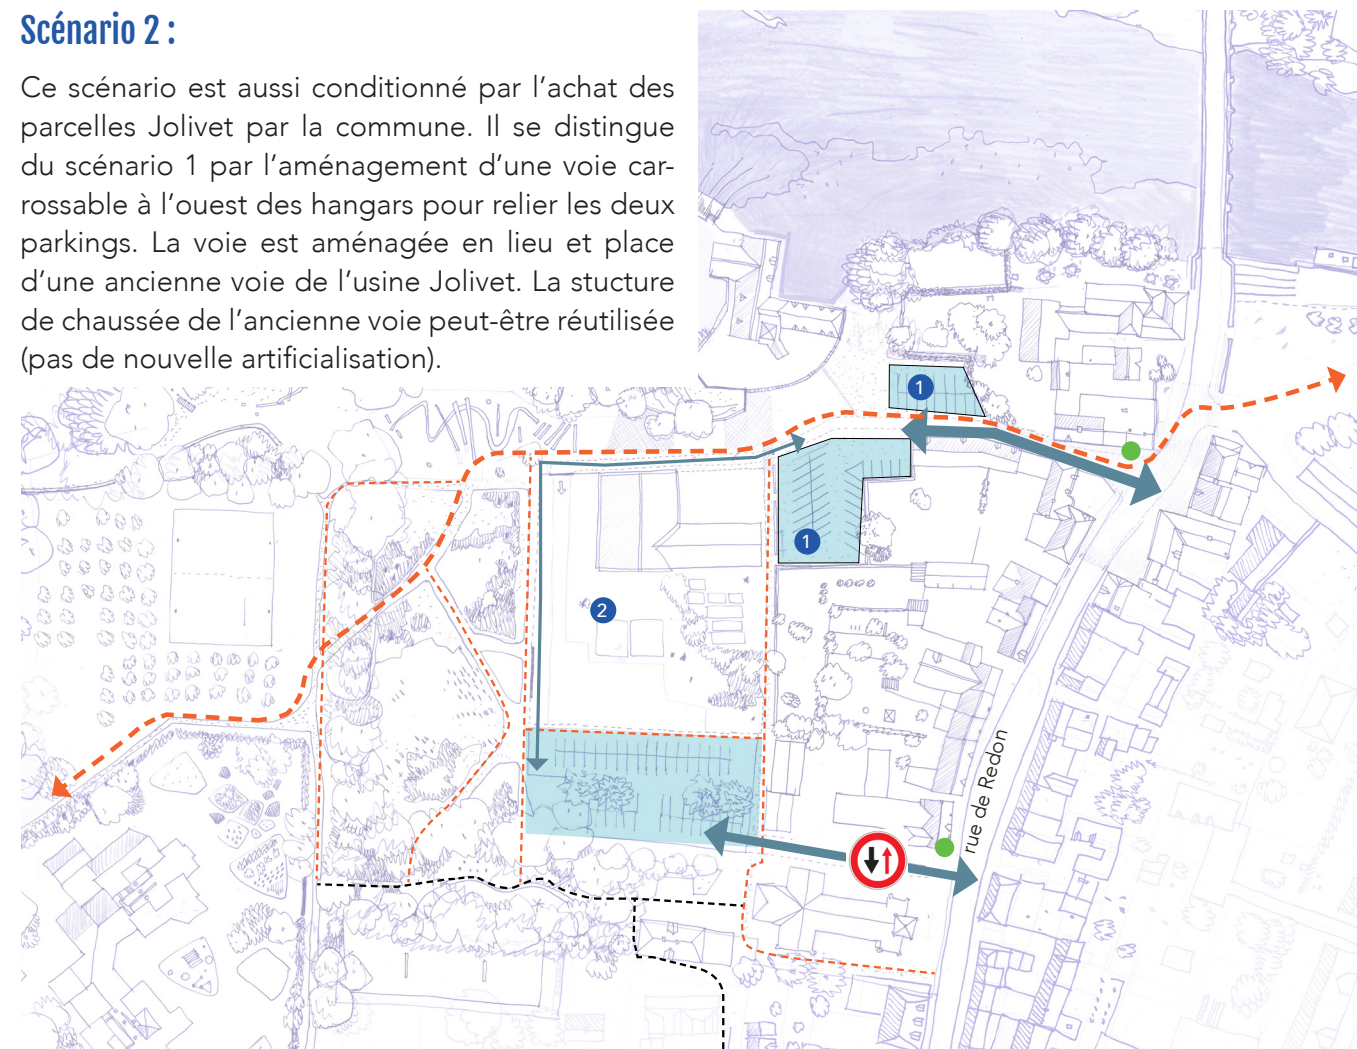 Scénario 2 :
Ce scénario est aussi conditionné par l’achat des
parcelles Jolivet par la commune. Il se distingue
du scénario 1 par l’aménagement d’une voie car-
rossable à l’ouest des hangars pour relier les deux
parkings. La voie est aménagée en lieu et place
d’une ancienne voie de l’usine Jolivet. La stucture
de chaussée de l’ancienne voie peut-être réutilisée
(pas de nouvelle artificialisation).
1
1
2
rue de Redon